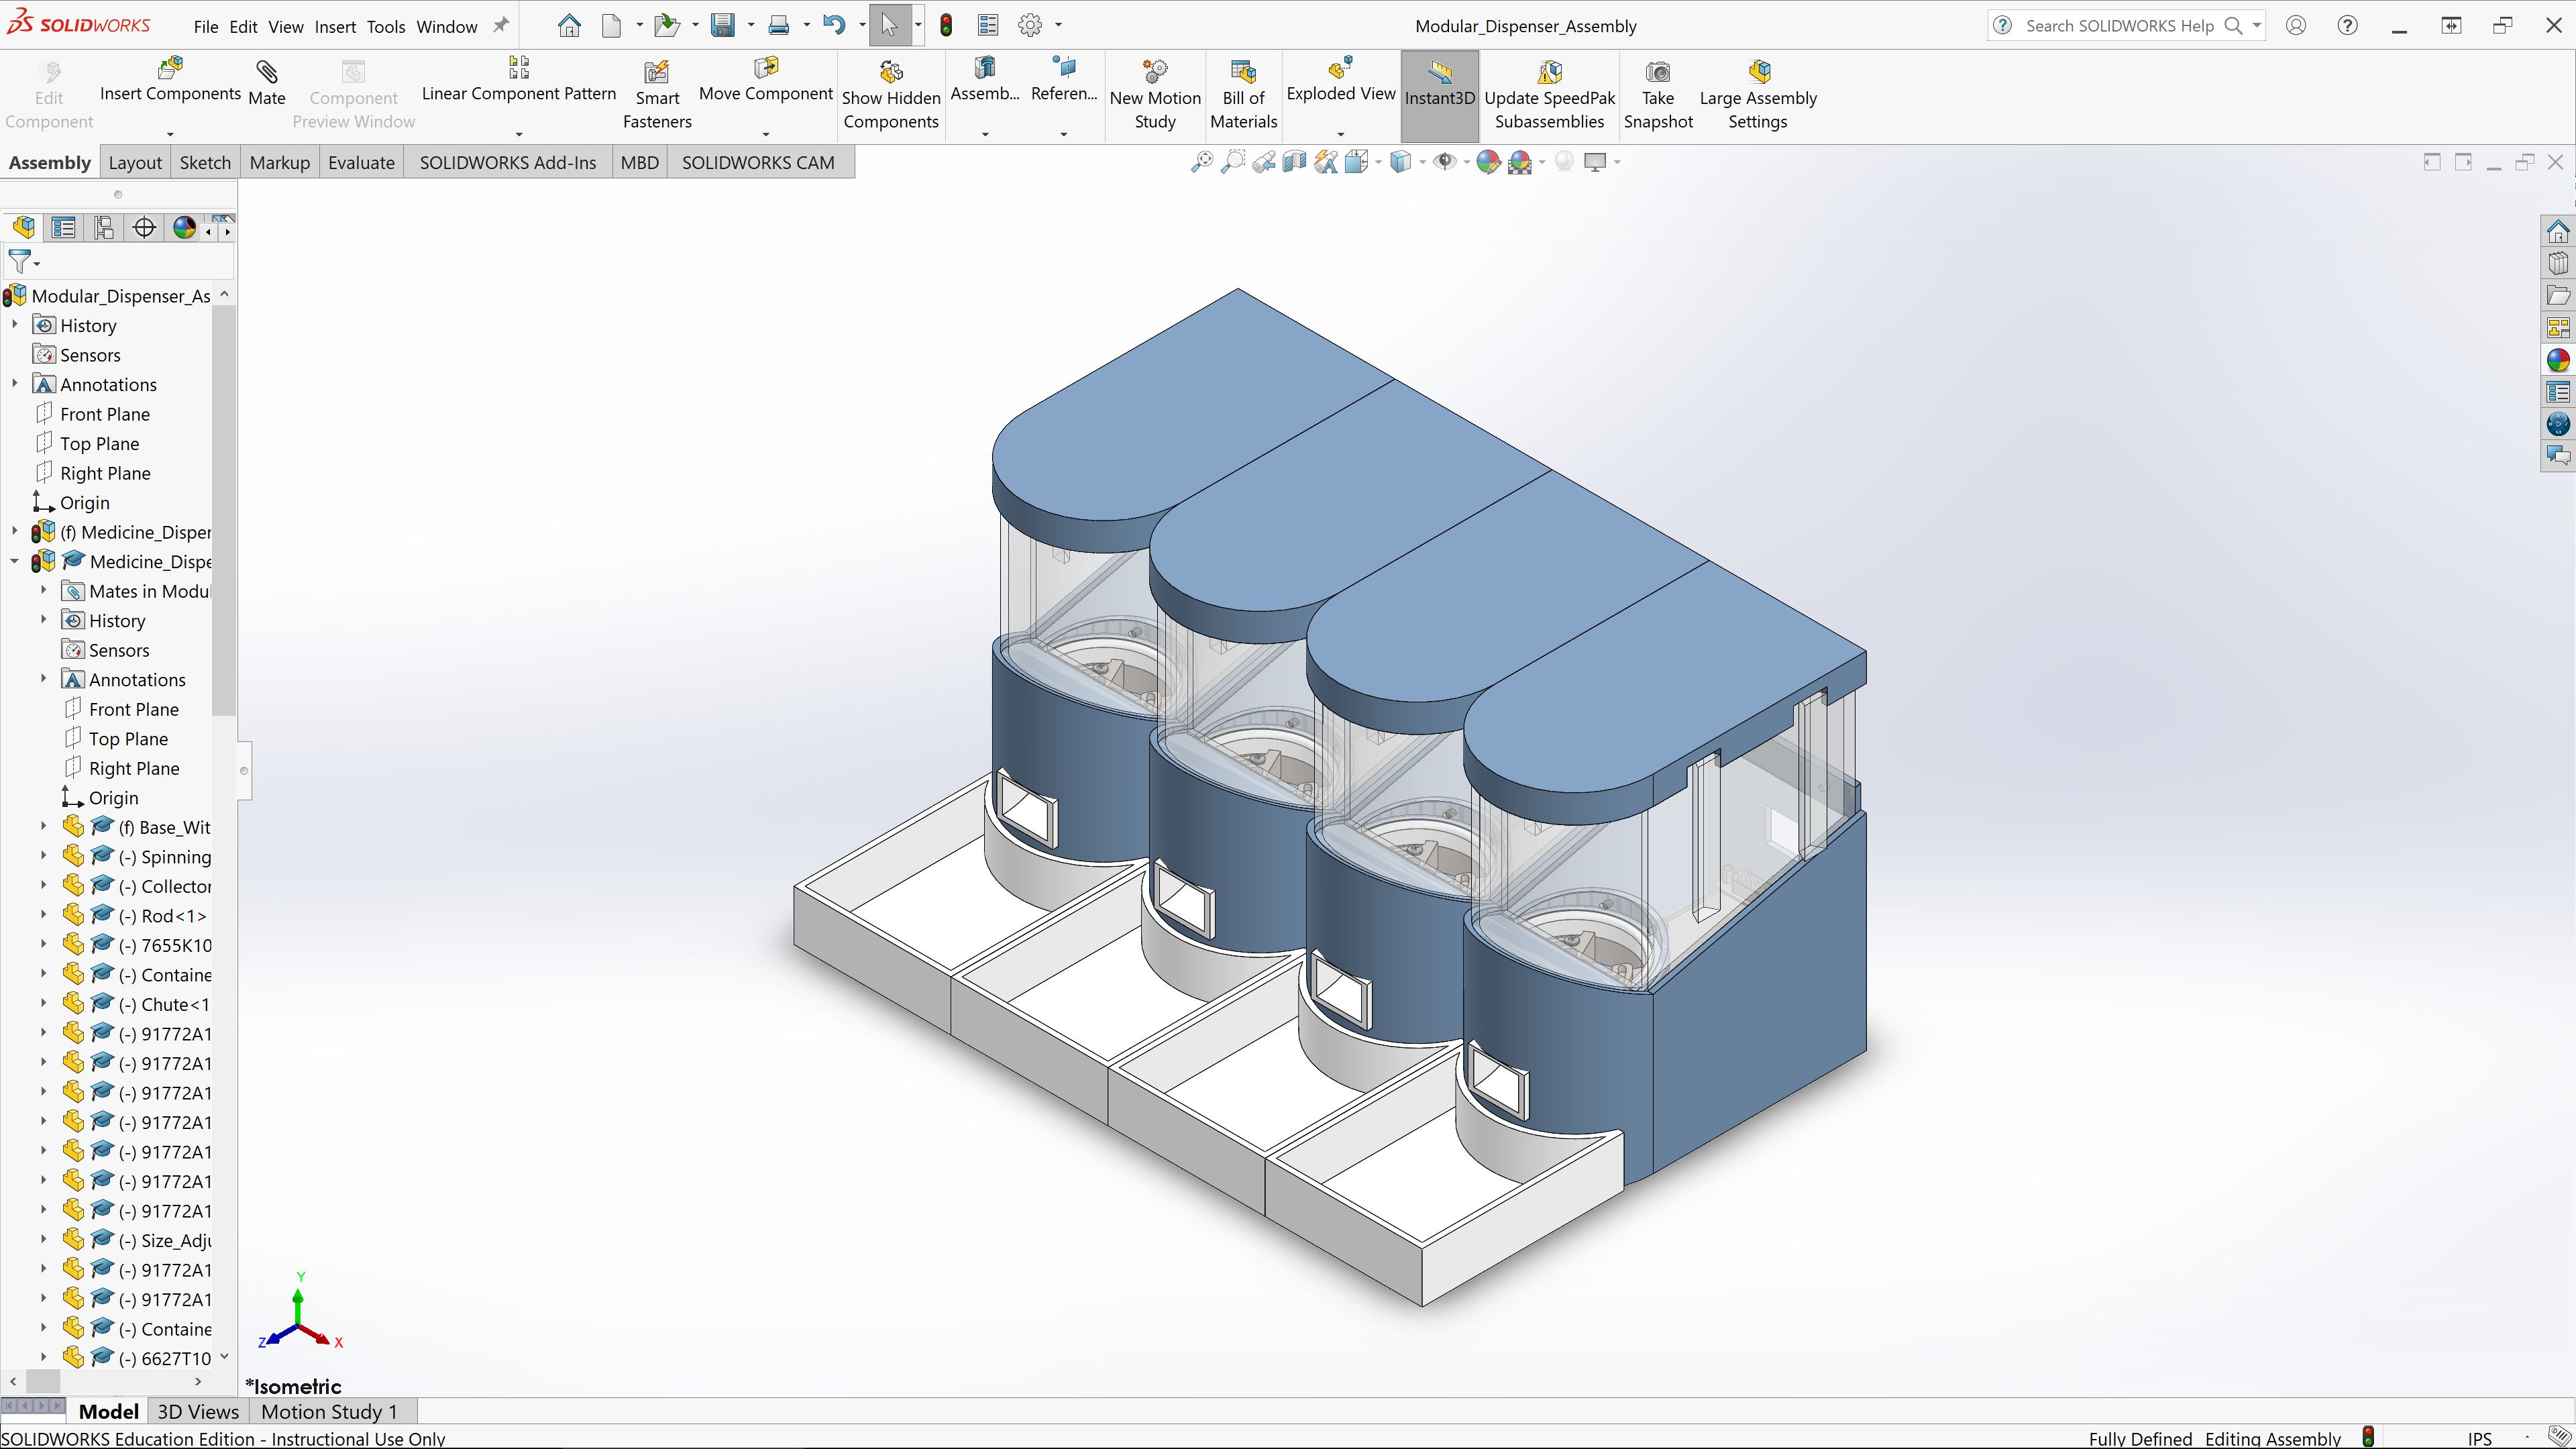 SOLIDWORKS
File Edit View Insert Tools Window
Modular_Dispenser_Assembly
Search SOLIDWORKS Help
Edit Component
Insert Components
Mate
Component Preview Window
Linear Component Pattern
Smart Fasteners
Move Component
Show Hidden Components
Assemb...
Referen...
New Motion Study
Bill of Materials
Exploded View
Instant3D
Update SpeedPak Subassemblies
Take Snapshot
Large Assembly Settings
Assembly Layout Sketch Markup Evaluate SOLIDWORKS Add-Ins MBD SOLIDWORKS CAM
Modular_Dispenser_As
History
Sensors
Annotations
Front Plane
Top Plane
Right Plane
Origin
(f) Medicine_Disper
Medicine_Dispe
Mates in Modul
History
Sensors
Annotations
Front Plane
Top Plane
Right Plane
Origin
(f) Base_Wit
(-) Spinning
(-) Collector
(-) Rod<1>
(-) 7655K10
(-) Containe
(-) Chute<1
(-) 91772A1
(-) 91772A1
(-) 91772A1
(-) 91772A1
(-) 91772A1
(-) 91772A1
(-) 91772A1
(-) Size_Adju
(-) 91772A1
(-) 91772A1
(-) Containe
(-) 6627T10
Y
Z
X
*Isometric
Model 3D Views Motion Study 1
SOLIDWORKS Education Edition - Instructional Use Only
Fully Defined Editing Assembly IPS